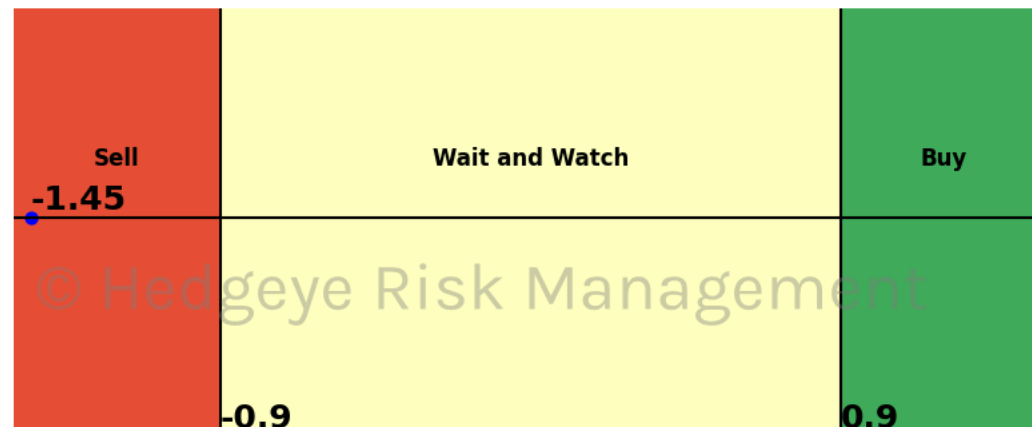 Sell
Wait and Watch
Buy
-1.45
© Hedgeye Risk Management
-0.9
0.9